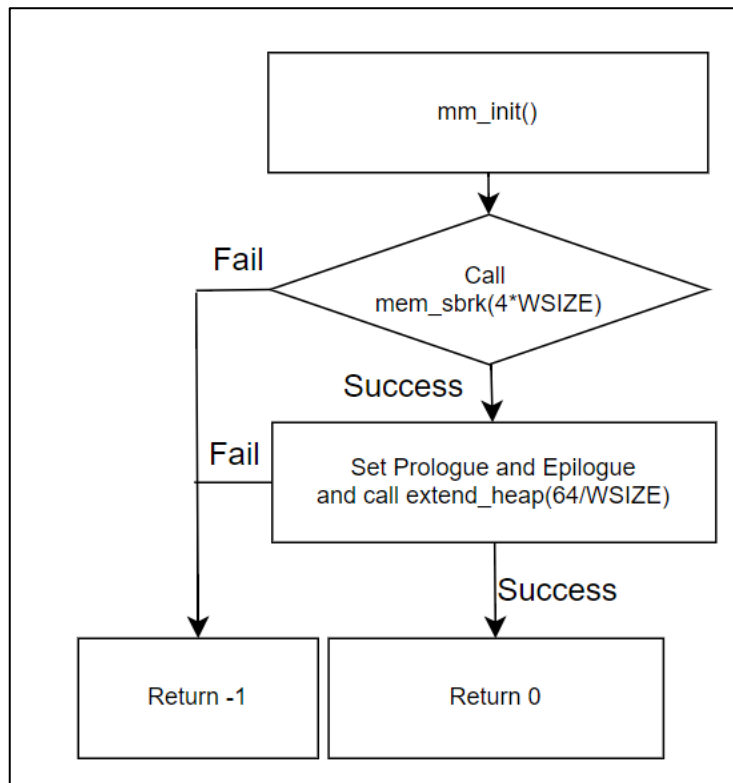 mm_init()
Fail
Call
mem_sbrk(4*WSIZE)
Success
Fail
Set Prologue and Epilogue
and call extend_heap(64/WSIZE)
Success
Return -1
Return 0